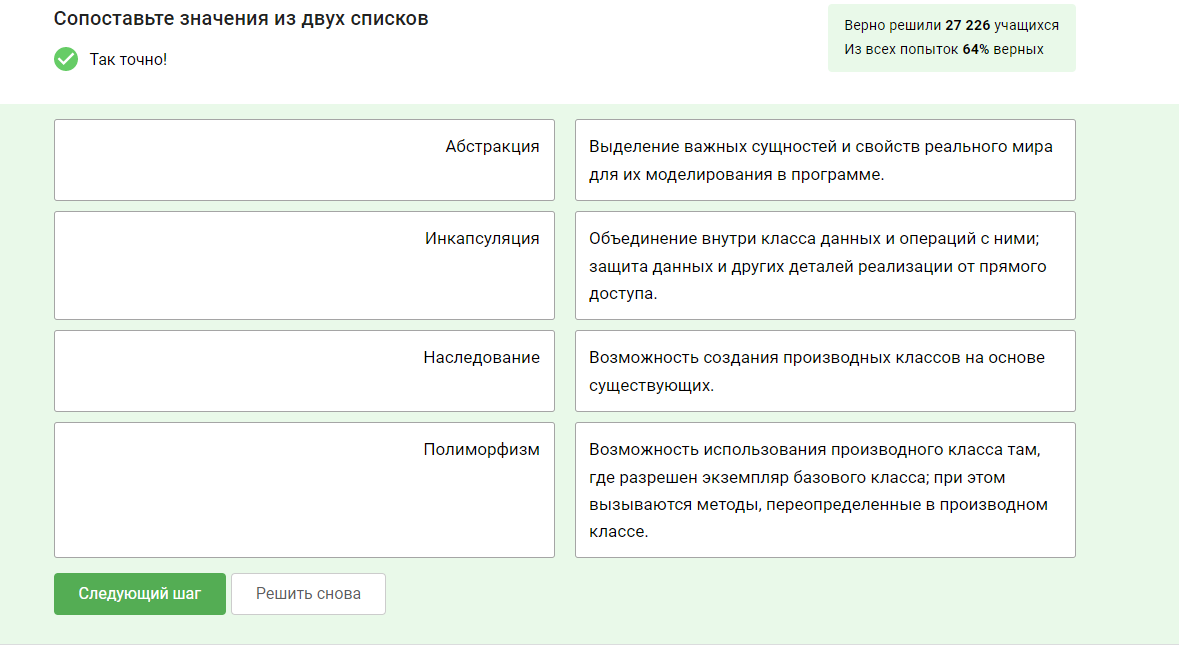 Сопоставьте значения из двух списков
Так точно!
Верно решили 27 226 учащихся
Из всех попыток 64% верных
Абстракция
Выделение важных сущностей и свойств реального мира
для их моделирования в программе.
Инкапсуляция
Объединение внутри класса данных и операций с ними;
защита данных и других деталей реализации от прямого
доступа.
Наследование
Возможность создания производных классов на основе
существующих.
Полиморфизм
Возможность использования производного класса там,
где разрешен экземпляр базового класса; при этом
вызываются методы, переопределенные в производном
классе.
Следующий шаг
Решить снова